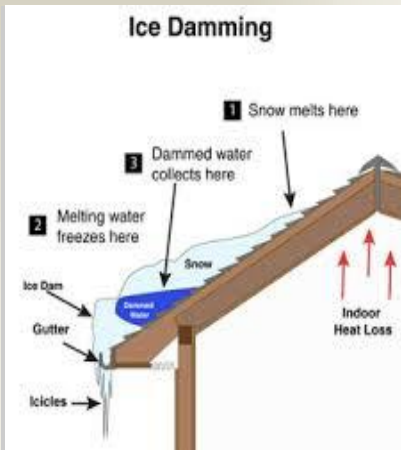 Ice Damming
1 Snow melts here
3 Dammed water
collects here
2 Melting water
freezes here
Snow
Ice Dam
Dammed
Water
Gutter
Indoor
Heat Loss
Icicles